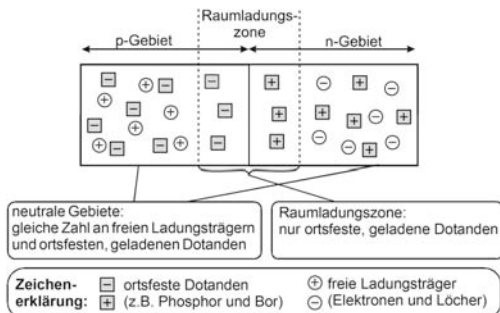 Raumladungs-
zone
p-Gebiet
n-Gebiet
neutrale Gebiete:
gleiche Zahl an freien Ladungsträgern
und ortsfesten, geladenen Dotanden
Raumladungszone:
nur ortsfeste, geladene Dotanden
Zeichen-
erklärung:
− ortsfeste Dotanden
+ (z.B. Phosphor und Bor)
+ freie Ladungsträger
− (Elektronen und Löcher)